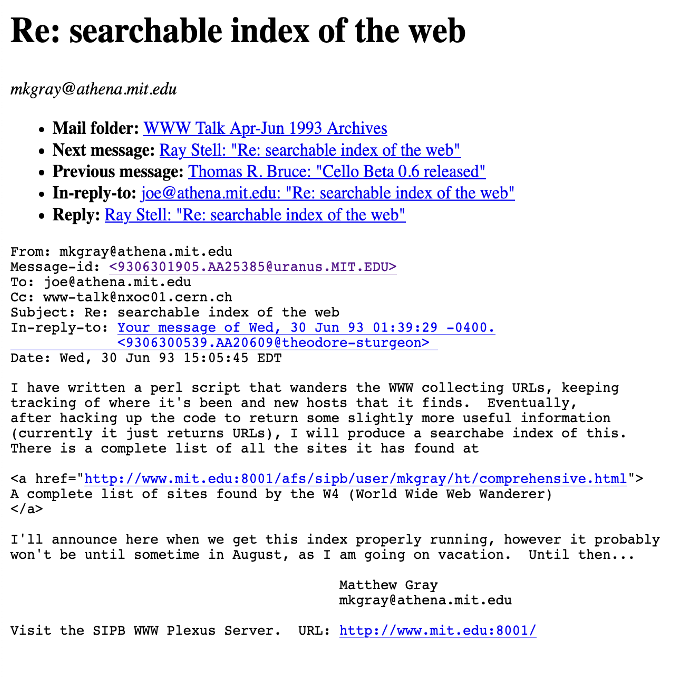 Re: searchable index of the web
mkgray@athena.mit.edu
• Mail folder: WWW Talk Apr-Jun 1993 Archives
• Next message: Ray Stell: "Re: searchable index of the web"
• Previous message: Thomas R. Bruce: "Cello Beta 0.6 released"
• In-reply-to: joe@athena.mit.edu: "Re: searchable index of the web"
• Reply: Ray Stell: "Re: searchable index of the web"
From: mkgray@athena.mit.edu
Message-id: <9306301905.AA25385@uranus.MIT.EDU>
To: joe@athena.mit.edu
Cc: www-talk@nxoc01.cern.ch
Subject: Re: searchable index of the web
In-reply-to: Your message of Wed, 30 Jun 93 01:39:29 -0400.
<9306300539.AA20609@theodore-sturgeon>
Date: Wed, 30 Jun 93 15:05:45 EDT
I have written a perl script that wanders the WWW collecting URLs, keeping
tracking of where it's been and new hosts that it finds.  Eventually,
after hacking up the code to return some slightly more useful information
(currently it just returns URLs), I will produce a searchabe index of this.
There is a complete list of all the sites it has found at
<a href="http://www.mit.edu:8001/afs/sipb/user/mkgray/ht/comprehensive.html">
A complete list of sites found by the W4 (World Wide Web Wanderer)
</a>
I'll announce here when we get this index properly running, however it probably
won't be until sometime in August, as I am going on vacation.  Until then...
Matthew Gray
mkgray@athena.mit.edu
Visit the SIPB WWW Plexus Server.  URL: http://www.mit.edu:8001/